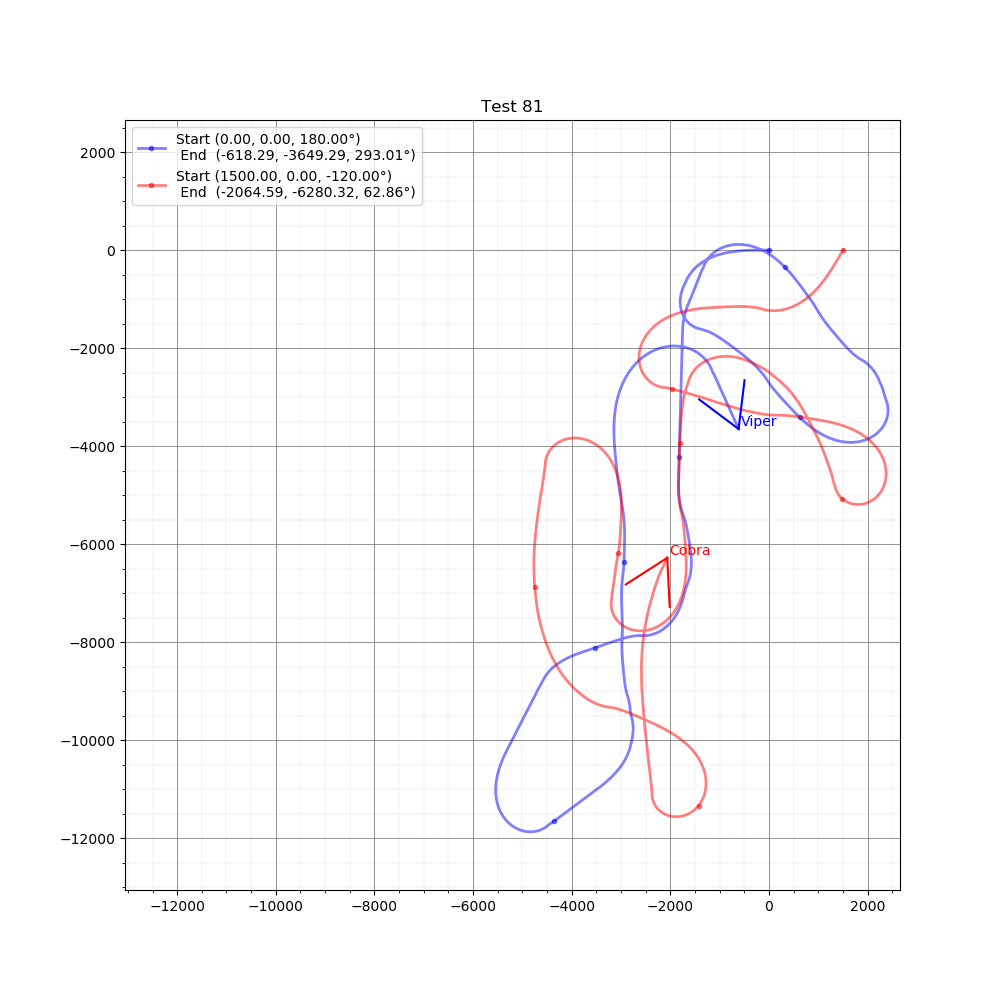 Test 81
Start (0.00, 0.00, 180.00°)
End  (-618.29, -3649.29, 293.01°)
Start (1500.00, 0.00, -120.00°)
End  (-2064.59, -6280.32, 62.86°)
2000
0
−2000
−4000
−6000
−8000
−10000
−12000
Viper
Cobra
−12000 −10000 −8000 −6000 −4000 −2000 0 2000